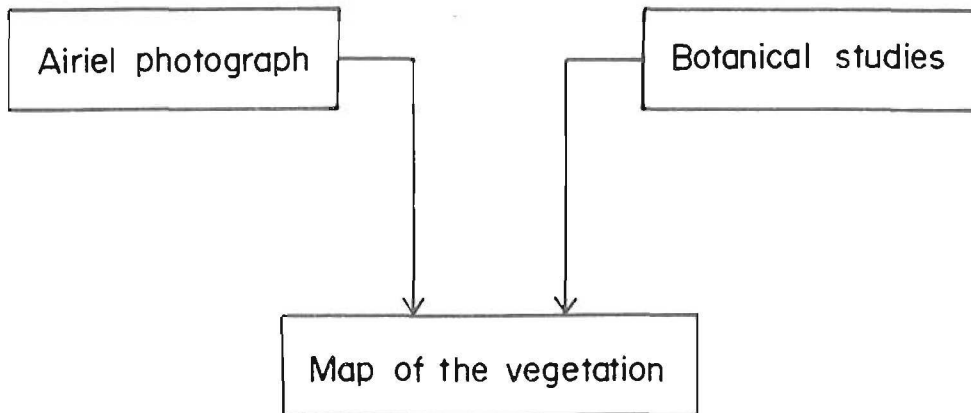 Airiel photograph
Botanical studies
Map of the vegetation